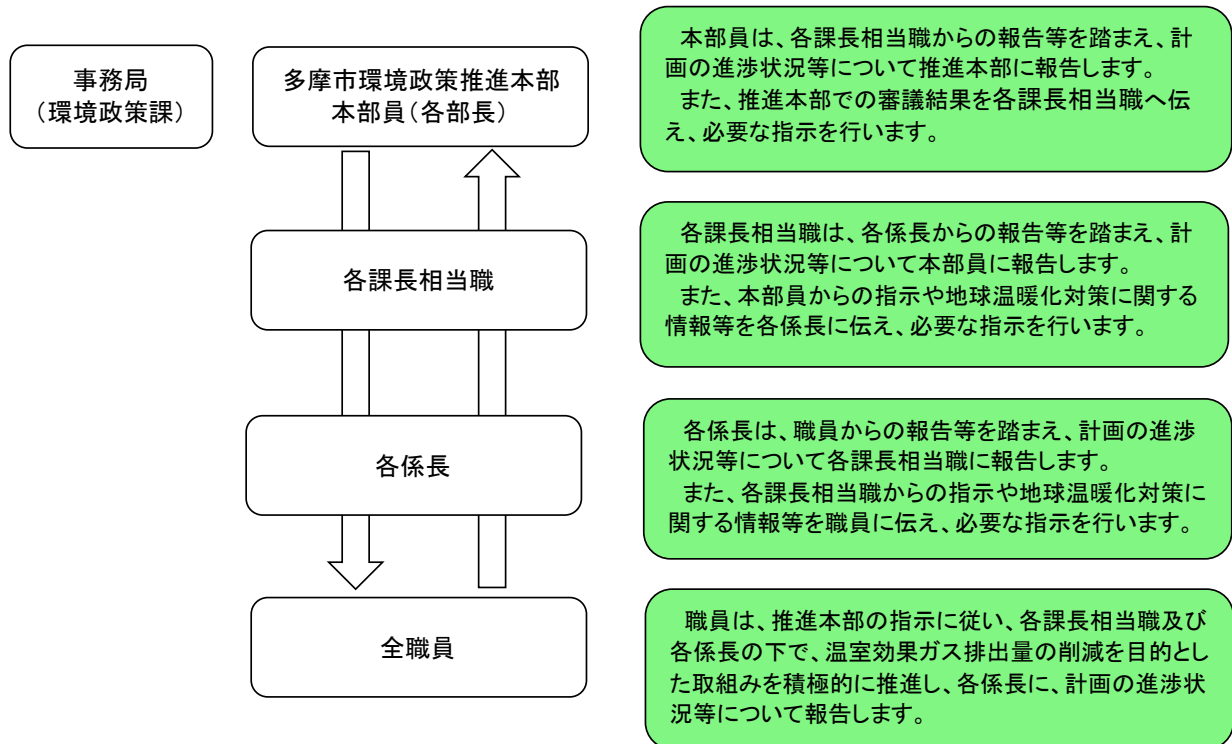 事務局
（環境政策課）
多摩市環境政策推進本部
本部員（各部長）
　本部員は、各課長相当職からの報告等を踏まえ、計
画の進捗状況等について推進本部に報告します。
　また、推進本部での審議結果を各課長相当職へ伝
え、必要な指示を行います。
各課長相当職
　各課長相当職は、各係長からの報告等を踏まえ、計
画の進捗状況等について本部員に報告します。
　また、本部員からの指示や地球温暖化対策に関する
情報等を各係長に伝え、必要な指示を行います。
各係長
　各係長は、職員からの報告等を踏まえ、計画の進捗
状況等について各課長相当職に報告します。
　また、各課長相当職からの指示や地球温暖化対策に
関する情報等を職員に伝え、必要な指示を行います。
全職員
　職員は、推進本部の指示に従い、各課長相当職及び
各係長の下で、温室効果ガス排出量の削減を目的とし
た取組みを積極的に推進し、各係長に、計画の進捗状
況等について報告します。